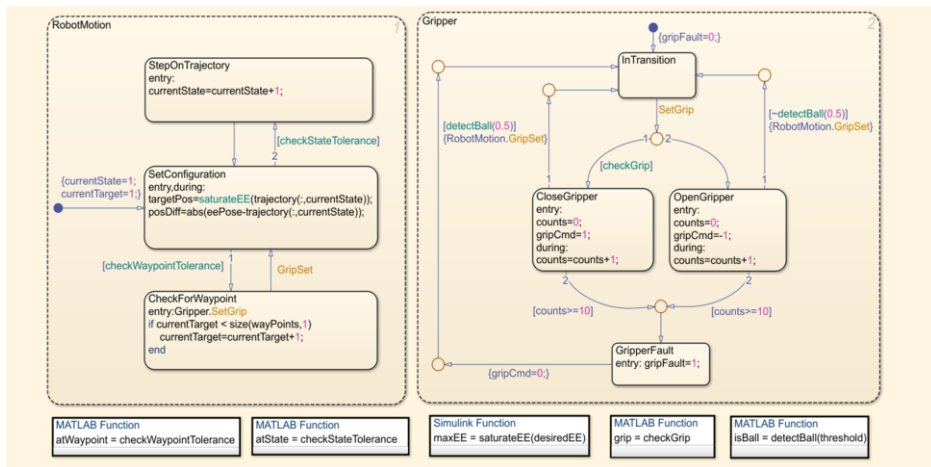 RobotMotion
1
StepOnTrajectory
entry:
currentState=currentState+1;
[checkStateTolerance]
2
{currentState=1;
currentTarget=1;}
SetConfiguration
entry,during:
targetPos=saturateEE(trajectory(:,currentState));
posDiff=abs(eePose-trajectory(:,currentState));
1
[checkWaypointTolerance]
GripSet
CheckForWaypoint
entry:Gripper.SetGrip
if currentTarget < size(wayPoints,1)
currentTarget=currentTarget+1;
end
Gripper
2
{gripFault=0;}
InTransition
SetGrip
[detectBall(0.5)]
{RobotMotion.GripSet}
[~detectBall(0.5)]
{RobotMotion.GripSet}
1
2
[checkGrip]
1
1
CloseGripper
entry:
counts=0;
gripCmd=1;
during:
counts=counts+1;
OpenGripper
entry:
counts=0;
gripCmd=-1;
during:
counts=counts+1;
2
2
[counts>=10]
[counts>=10]
GripperFault
entry: gripFault=1;
{gripCmd=0;}
MATLAB Function
atWaypoint = checkWaypointTolerance
MATLAB Function
atState = checkStateTolerance
Simulink Function
maxEE = saturateEE(desiredEE)
MATLAB Function
grip = checkGrip
MATLAB Function
isBall = detectBall(threshold)